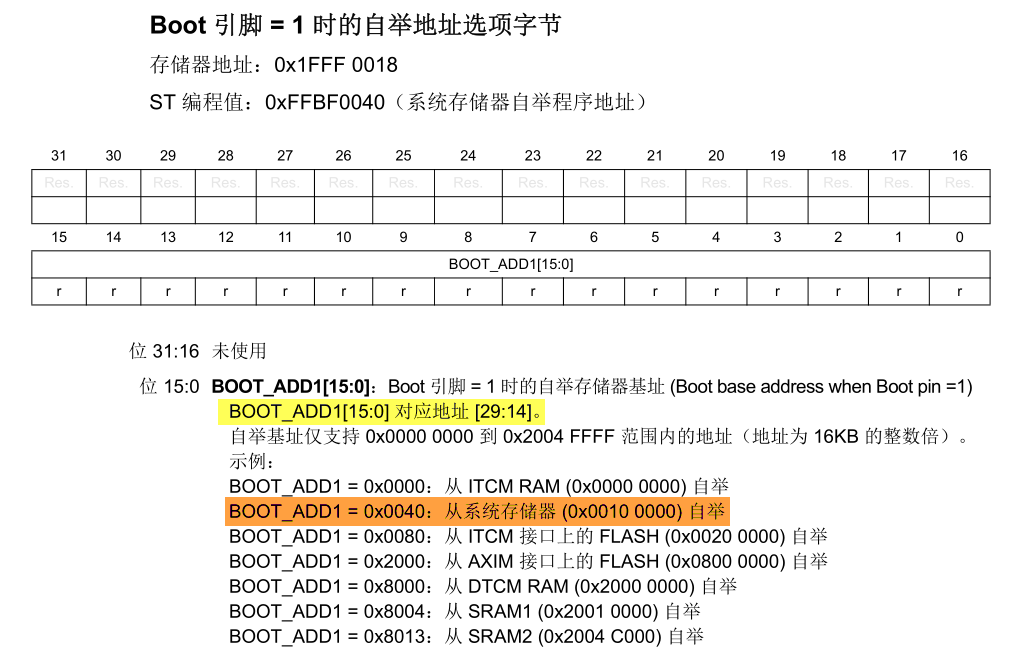 Boot 引脚 = 1 时的自举地址选项字节
存储器地址：0x1FFF 0018
ST 编程值：0xFFBF0040（系统存储器自举程序地址）
31 30 29 28 27 26 25 24 23 22 21 20 19 18 17 16
Res. Res. Res. Res. Res. Res. Res. Res. Res. Res. Res. Res. Res. Res. Res. Res.
15 14 13 12 11 10 9 8 7 6 5 4 3 2 1 0
BOOT_ADD1[15:0]
r r r r r r r r r r r r r r r r
位 31:16 未使用
位 15:0 BOOT_ADD1[15:0]：Boot 引脚 = 1 时的自举存储器基址 (Boot base address when Boot pin =1)
BOOT_ADD1[15:0] 对应地址 [29:14]。
自举基址仅支持 0x0000 0000 到 0x2004 FFFF 范围内的地址（地址为 16KB 的整数倍）。
示例：
BOOT_ADD1 = 0x0000：从 ITCM RAM (0x0000 0000) 自举
BOOT_ADD1 = 0x0040：从系统存储器 (0x0010 0000) 自举
BOOT_ADD1 = 0x0080：从 ITCM 接口上的 FLASH (0x0020 0000) 自举
BOOT_ADD1 = 0x2000：从 AXIM 接口上的 FLASH (0x0800 0000) 自举
BOOT_ADD1 = 0x8000：从 DTCM RAM (0x2000 0000) 自举
BOOT_ADD1 = 0x8004：从 SRAM1 (0x2001 0000) 自举
BOOT_ADD1 = 0x8013：从 SRAM2 (0x2004 C000) 自举